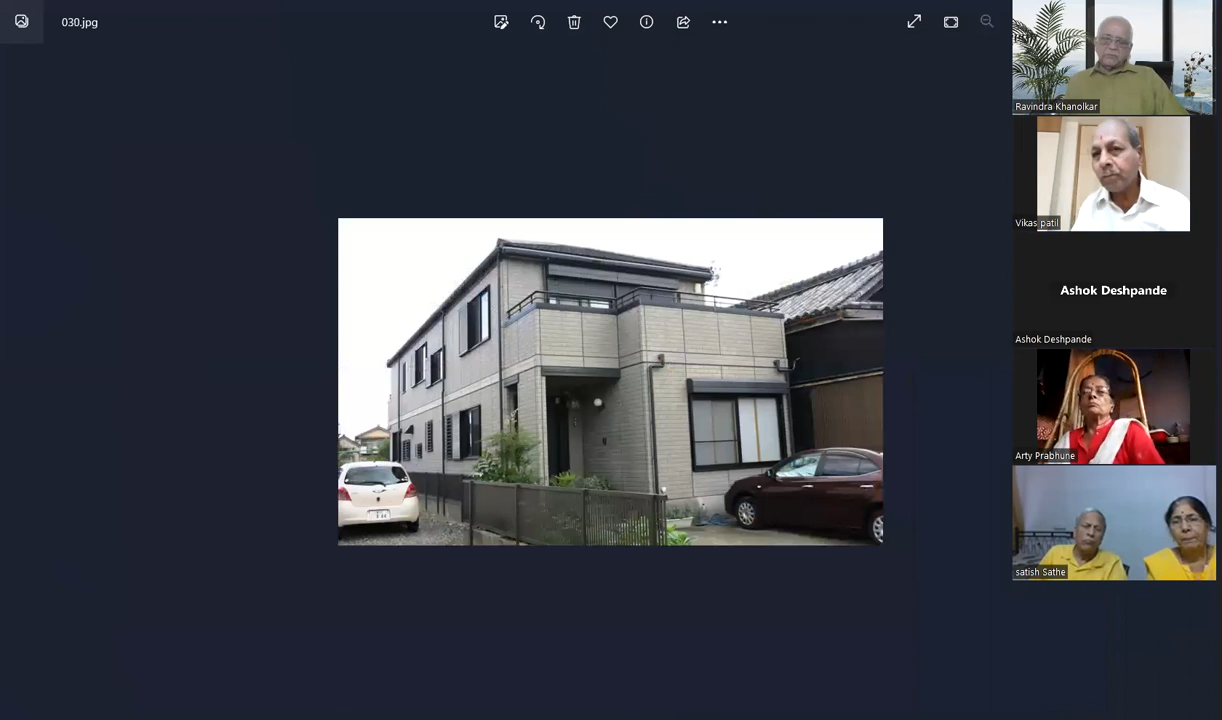 030.jpg
Ravindra Khanolkar
Vikas patil
Ashok Deshpande
Ashok Deshpande
Arty Prabhune
satish Sathe